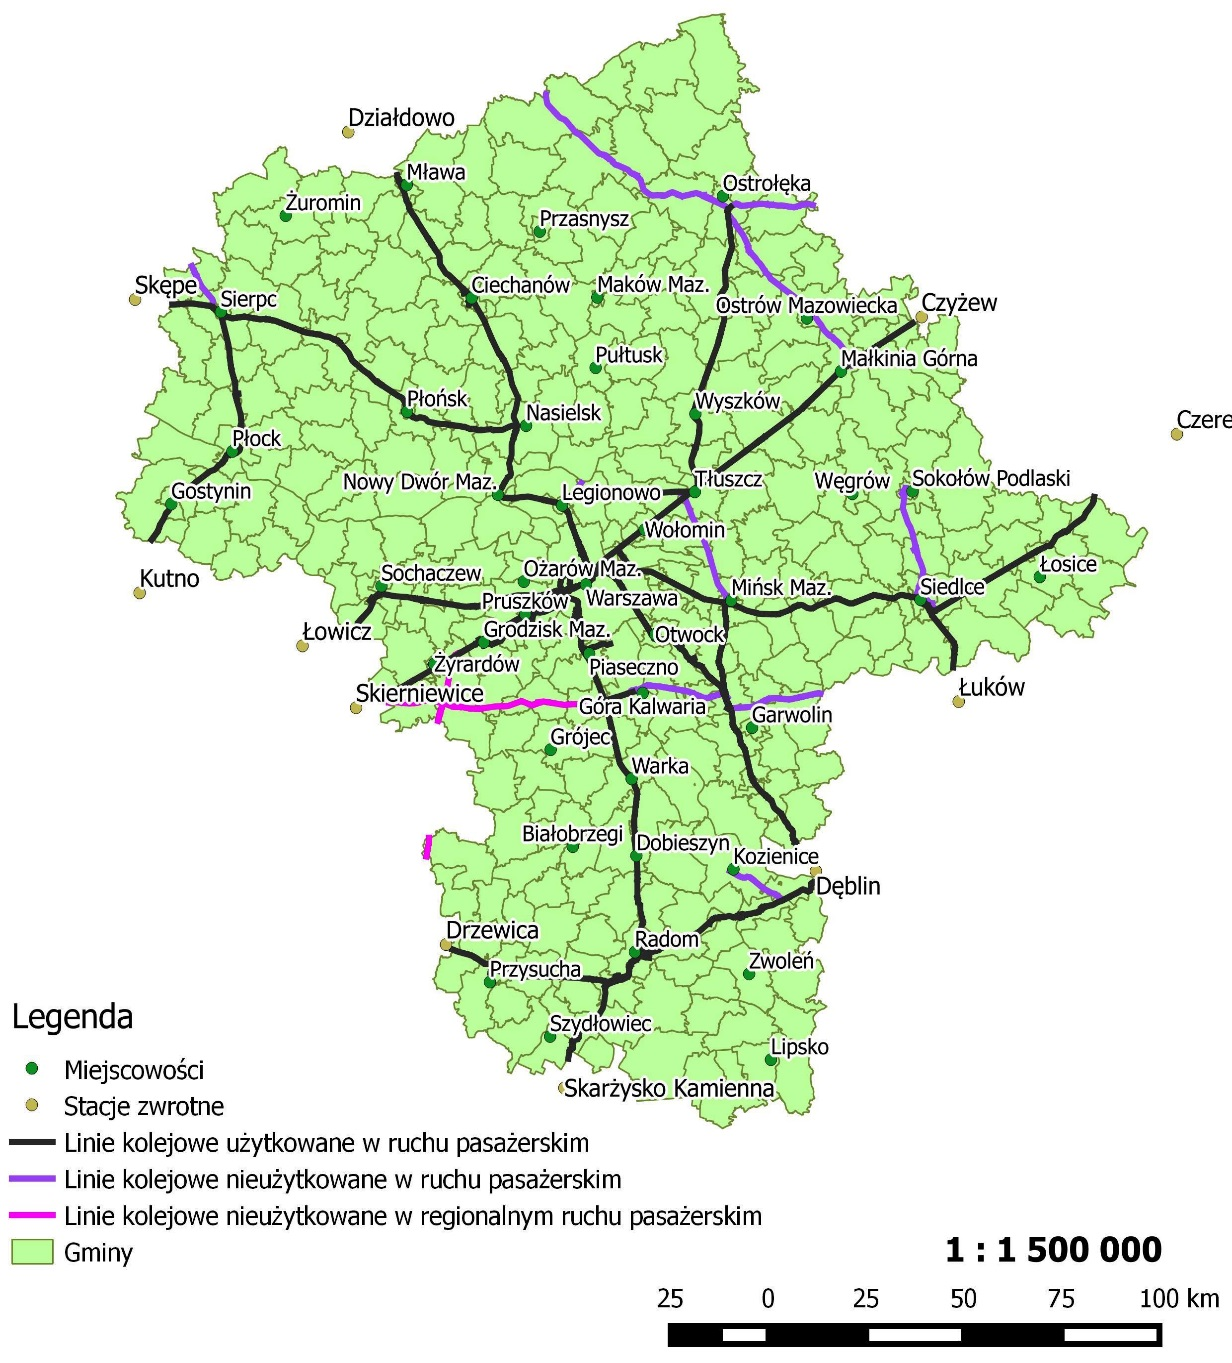 Działdowo
Mława
Ostrołęka
Żuromin
Przasnysz
Skępe
Sierpc
Ciechanów
Maków Maz.
Ostrów Mazowiecka
Czyżew
Pułtusk
Małkinia Górna
Płońsk
Nasielsk
Wyszków
Czere
Płock
Gostynin
Nowy Dwór Maz.
Legionowo
Tłuszcz
Węgrów
Sokołów Podlaski
Wołomin
Kutno
Sochaczew
Ożarów Maz.
Łosice
Pruszków
Warszawa
Mińsk Maz.
Siedlce
Łowicz
Grodzisk Maz.
Otwock
Żyrardów
Piaseczno
Skierniewice
Góra Kalwaria
Łuków
Garwolin
Grójec
Warka
Białobrzegi
Dobieszyn
Kozienice
Dęblin
Drzewica
Radom
Przysucha
Zwoleń
Szydłowiec
Lipsko
Skarżysko Kamienna
Legenda
Miejscowości
Stacje zwrotne
Linie kolejowe użytkowane w ruchu pasażerskim
Linie kolejowe nieużytkowane w ruchu pasażerskim
Linie kolejowe nieużytkowane w regionalnym ruchu pasażerskim
Gminy
1 : 1 500 000
25 0 25 50 75 100 km